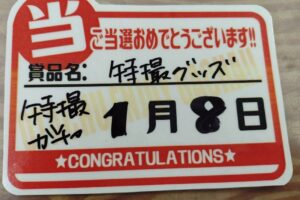 当
ご当選おめでとうございます!!
賞品名: 特撮グッズ
特撮
ガチャ
1月8日
★CONGRATULATIONS★